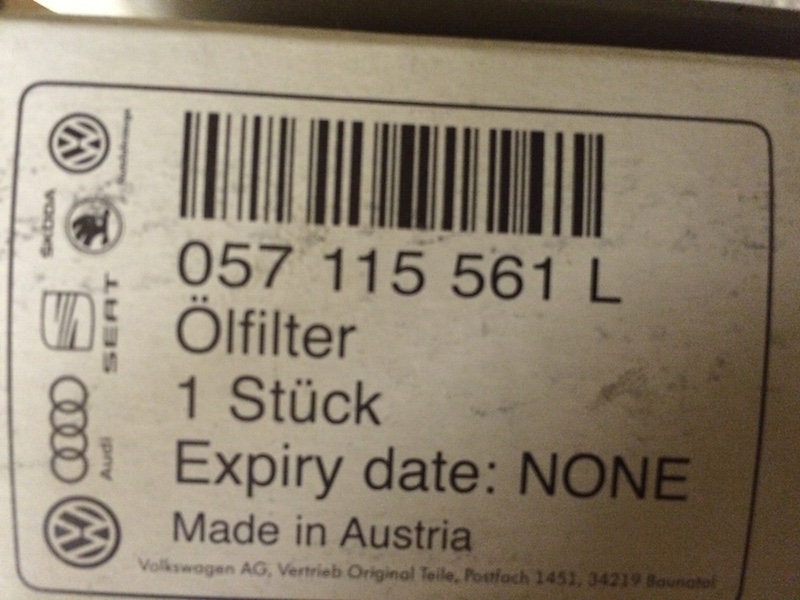 057 115 561 L
Ölfilter
1 Stück
Expiry date: NONE
Made in Austria
Volkswagen AG, Vertrieb Original Teile, Postfach 1451, 34219 Baunatal
ŠKODA
SEAT
Audi